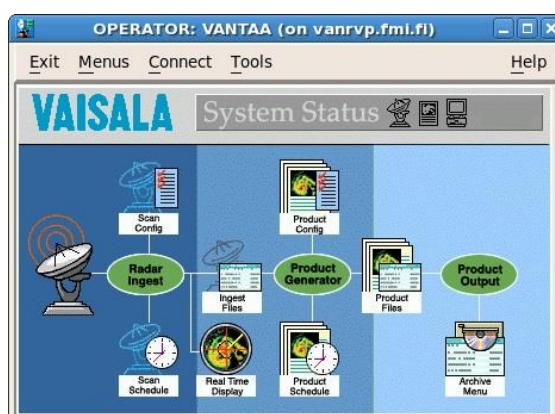 OPERATOR: VANTAA (on vanrvp.fmi.fi)
Exit Menus Connect Tools Help
VAISALA System Status
Scan
Config
Product
Config
Radar
Ingest
Ingest
Files
Product
Generator
Product
Files
Product
Output
Scan
Schedule
Real Time
Display
Product
Schedule
Archive
Menu